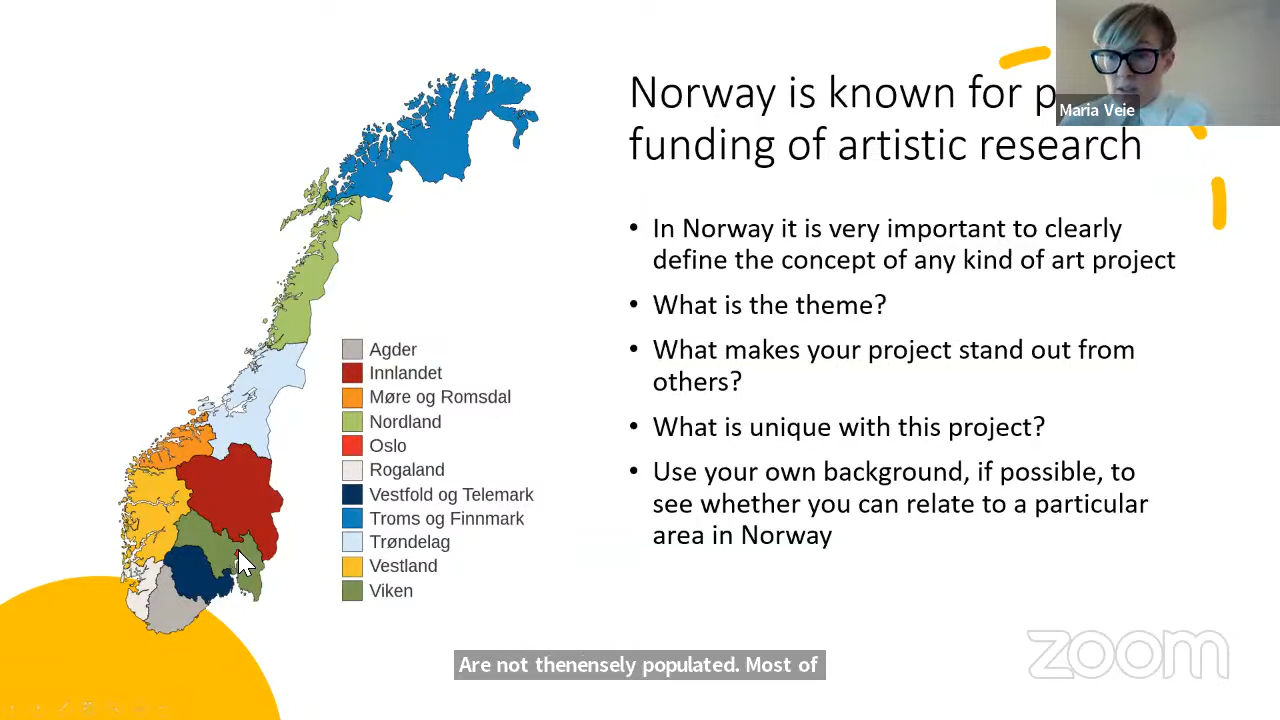 Norway is known for p
funding of artistic research
Maria Veie
• In Norway it is very important to clearly
define the concept of any kind of art project
• What is the theme?
• What makes your project stand out from
others?
• What is unique with this project?
• Use your own background, if possible, to
see whether you can relate to a particular
area in Norway
Agder
Innlandet
Møre og Romsdal
Nordland
Oslo
Rogaland
Vestfold og Telemark
Troms og Finnmark
Trøndelag
Vestland
Viken
Are not thenensely populated. Most of
zoom